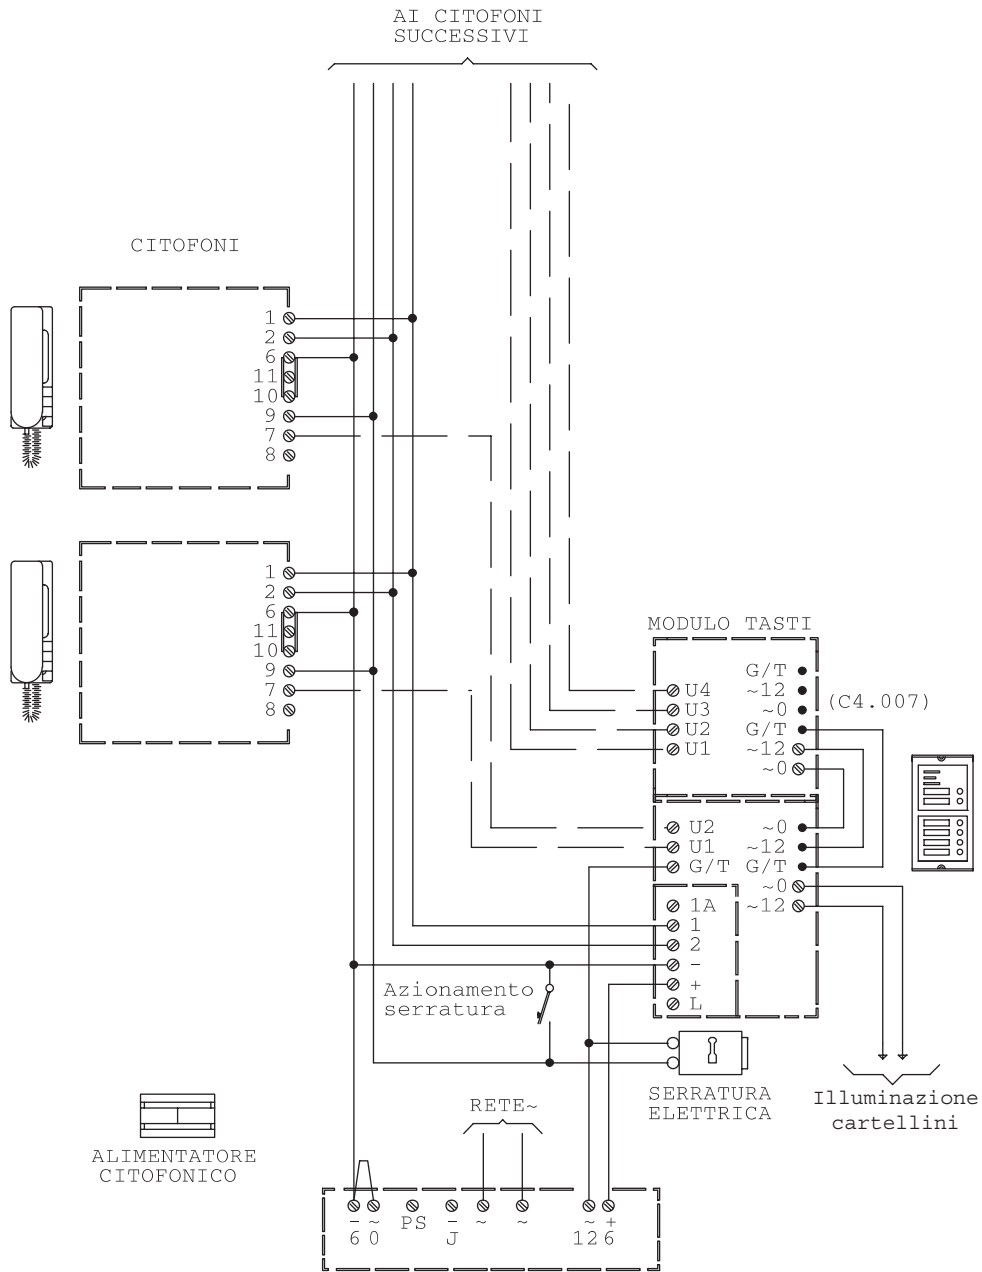 AI CITOFONI
SUCCESSIVI
CITOFONI
1
2
6
11
10
9
7
8
1
2
6
11
10
9
7
8
MODULO TASTI
G/T
U4 ~12
(C4.007)
U3 ~0
U2 G/T
U1 ~12
~0
U2 ~0
U1 ~12
G/T G/T
~0
1A ~12
1
2
-
+
L
Azionamento
serratura
SERRATURA
ELETTRICA
Illuminazione
cartellini
RETE~
ALIMENTATORE
CITOFONICO
- ~ PS - ~ ~ ~ +
6 0 J 12 6